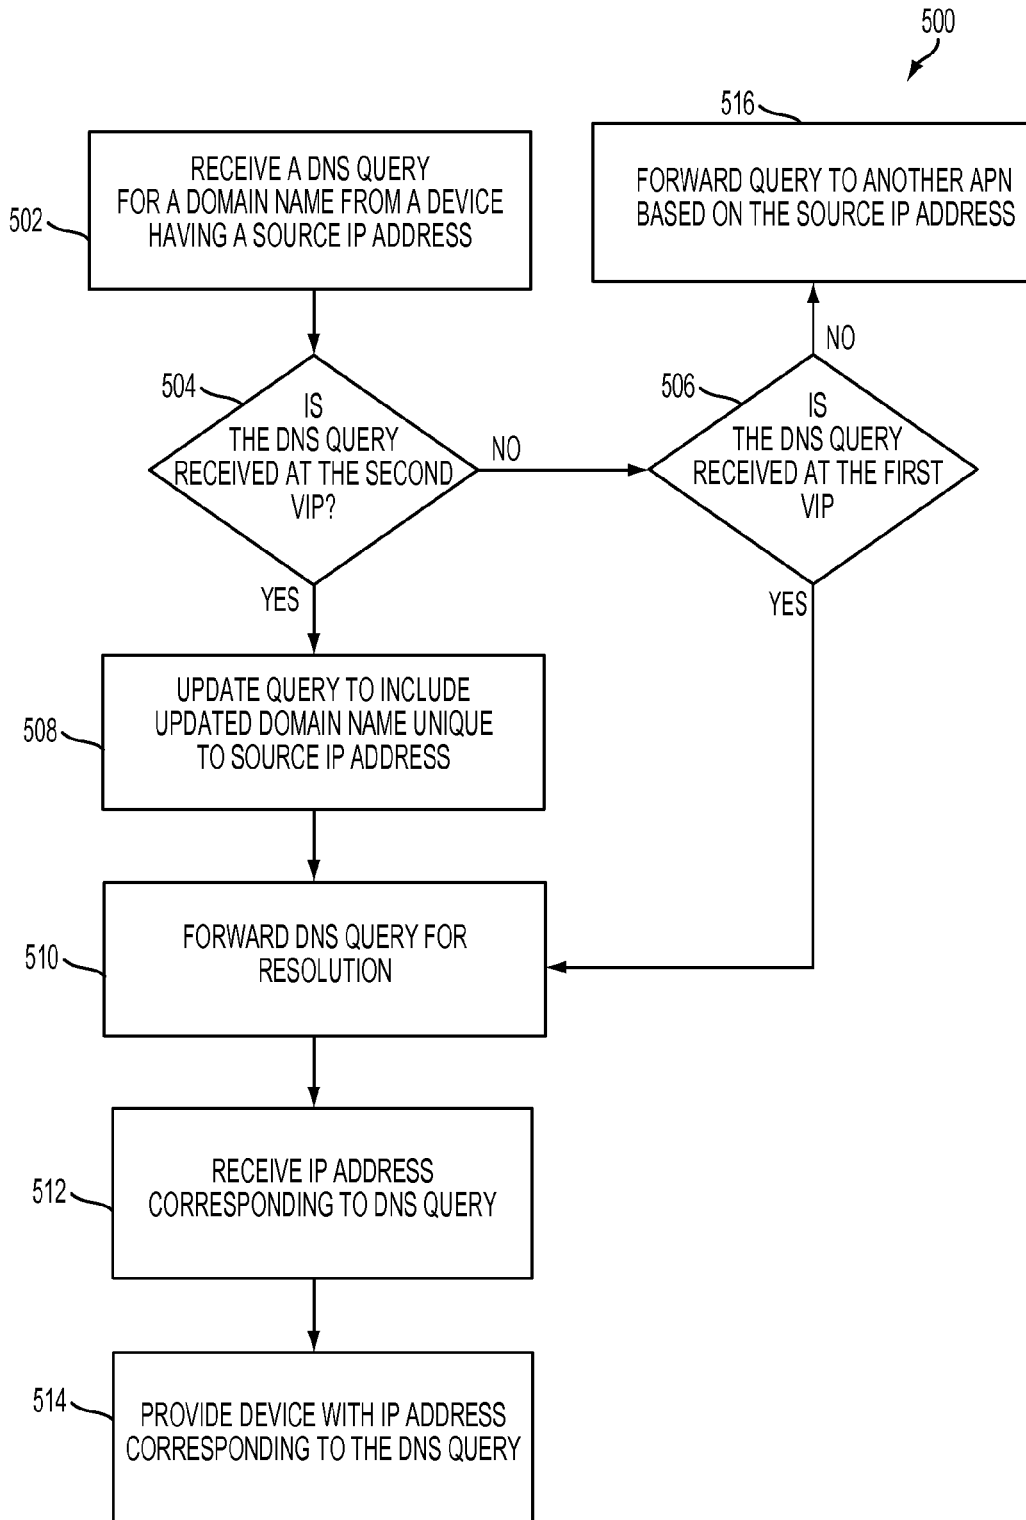 500
502
RECEIVE A DNS QUERY
FOR A DOMAIN NAME FROM A DEVICE
HAVING A SOURCE IP ADDRESS
516
FORWARD QUERY TO ANOTHER APN
BASED ON THE SOURCE IP ADDRESS
504
IS
THE DNS QUERY
RECEIVED AT THE SECOND
VIP?
NO
506
IS
THE DNS QUERY
RECEIVED AT THE FIRST
VIP
NO
YES
YES
508
UPDATE QUERY TO INCLUDE
UPDATED DOMAIN NAME UNIQUE
TO SOURCE IP ADDRESS
510
FORWARD DNS QUERY FOR
RESOLUTION
512
RECEIVE IP ADDRESS
CORRESPONDING TO DNS QUERY
514
PROVIDE DEVICE WITH IP ADDRESS
CORRESPONDING TO THE DNS QUERY